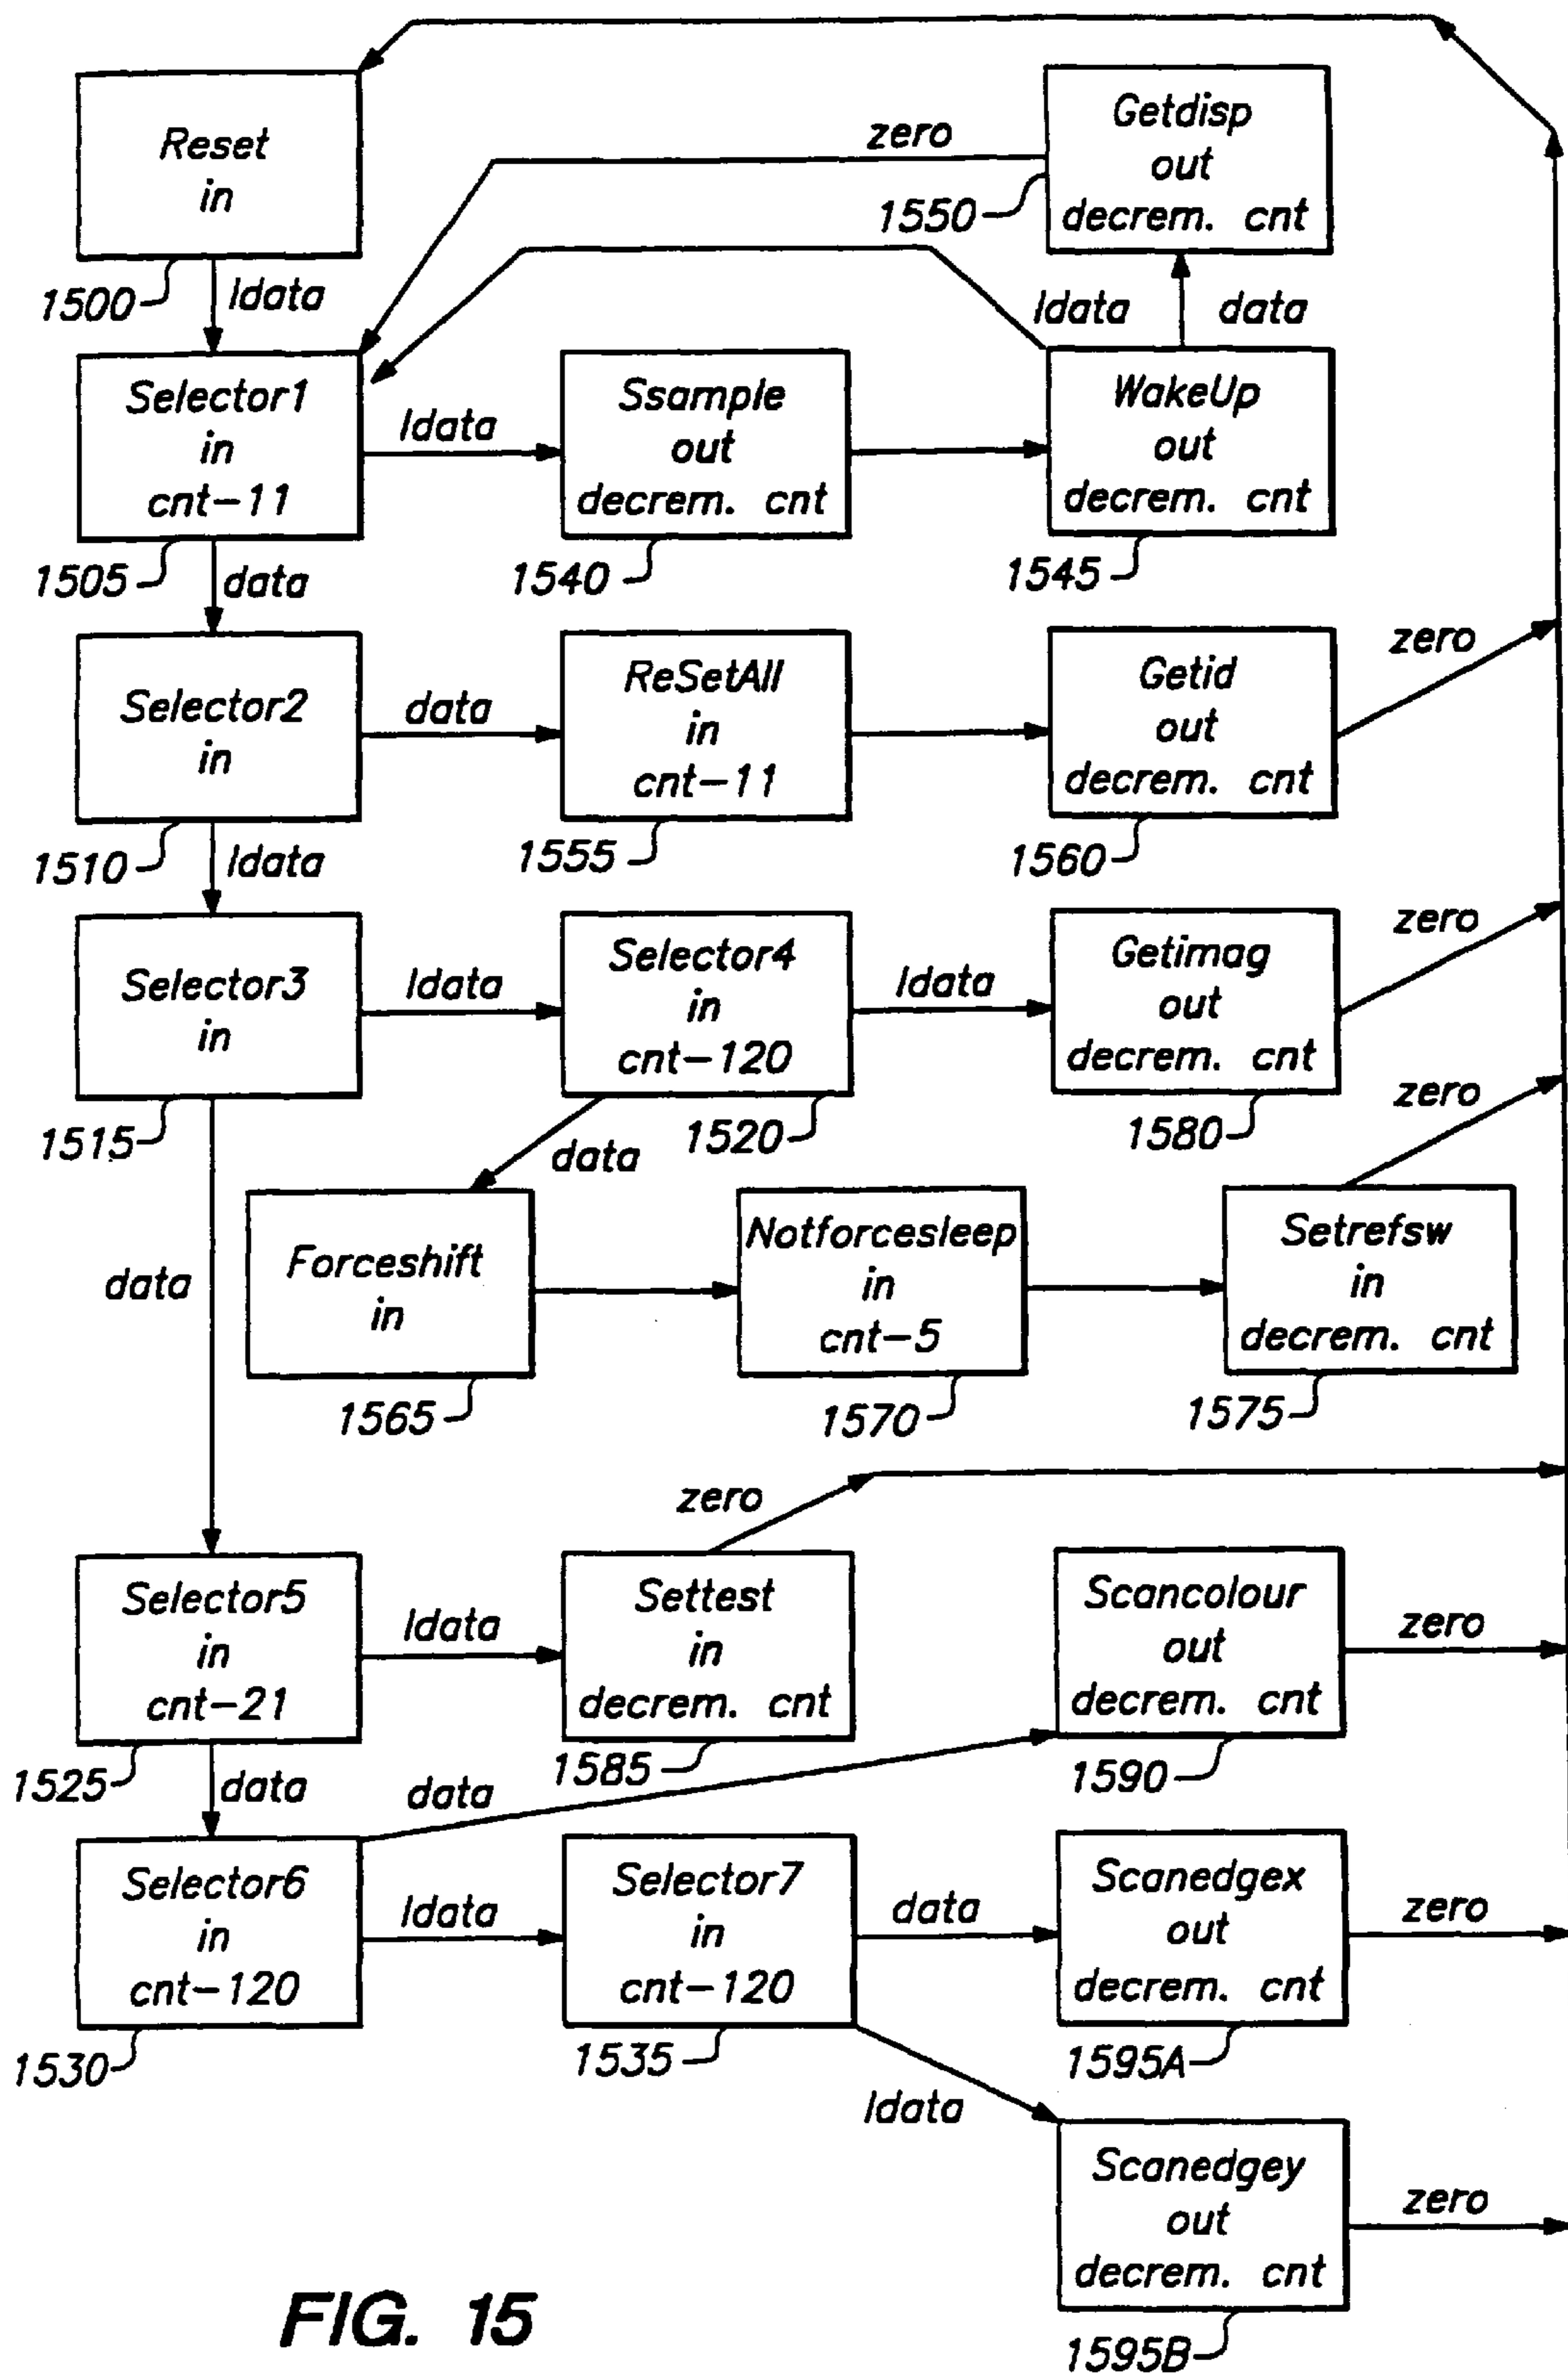 Reset
in
1500
ldata
Getdisp
out
decrem. cnt
1550
zero
ldata
data
Selector1
in
cnt-11
1505
ldata
data
Ssample
out
decrem. cnt
1540
WakeUp
out
decrem. cnt
1545
Selector2
in
1510
data
ldata
ReSetAll
in
cnt-11
1555
Getid
out
decrem. cnt
1560
zero
Selector3
in
1515
ldata
data
Selector4
in
cnt-120
1520
ldata
data
Getimag
out
decrem. cnt
1580
zero
Forceshift
in
1565
Notforcesleep
in
cnt-5
1570
Setrefsw
in
decrem. cnt
1575
zero
Selector5
in
cnt-21
1525
ldata
data
Settest
in
decrem. cnt
1585
zero
Scancolour
out
decrem. cnt
1590
zero
Selector6
in
cnt-120
1530
data
ldata
Selector7
in
cnt-120
1535
data
ldata
Scanedgex
out
decrem. cnt
1595A
zero
Scanedgey
out
decrem. cnt
1595B
zero
FIG. 15